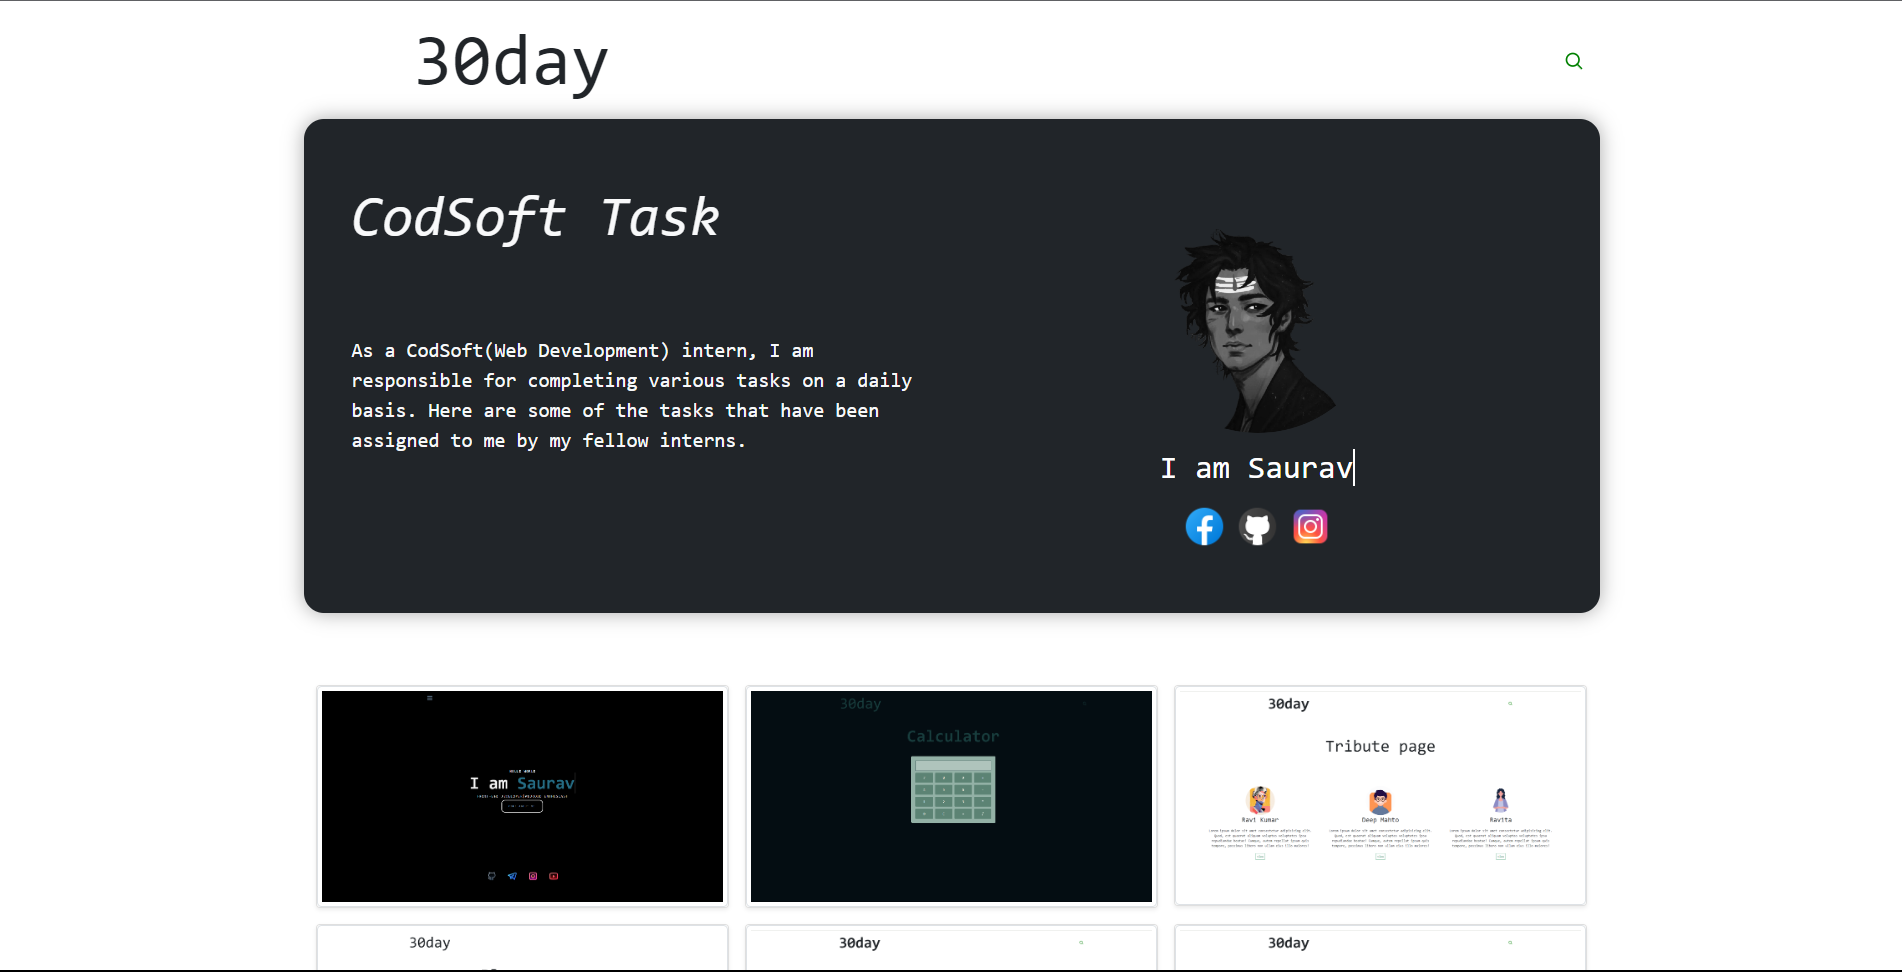 30day
CodSoft Task
As a CodSoft(Web Development) intern, I am
responsible for completing various tasks on a daily
basis. Here are some of the tasks that have been
assigned to me by my fellow interns.
I am Saurav
I am Saurav
30day
Calculator
30day
Tribute page
Ravi Kumar
Deep Mahto
Ravita
30day
30day
30day